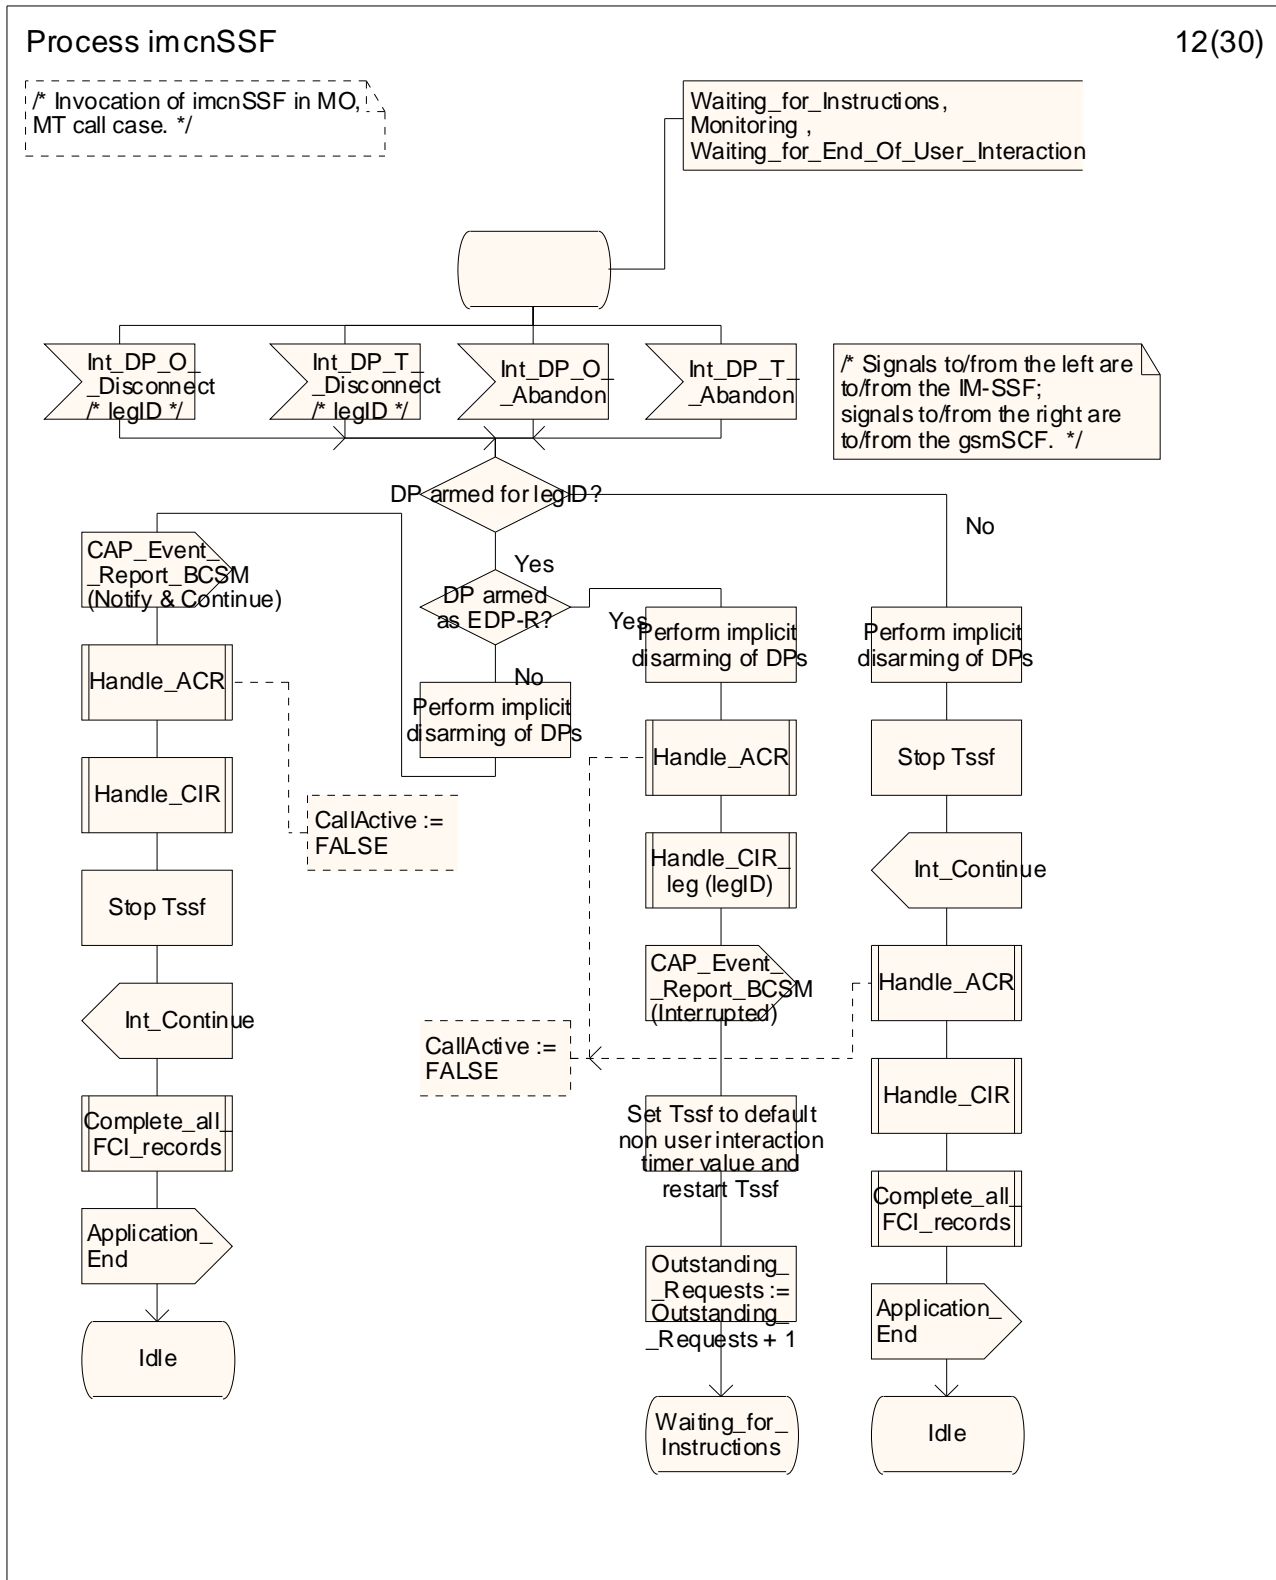 Process imcnSSF
12(30)
/* Invocation of imcnSSF in MO,
MT call case. */
Waiting_for_Instructions,
Monitoring ,
Waiting_for_End_Of_User_Interaction
Int_DP_O_
_Disconnect
/* legID */
Int_DP_T_
_Disconnect
/* legID */
Int_DP_O_
_Abandon
Int_DP_T_
_Abandon
/* Signals to/from the left are
to/from the IM-SSF;
signals to/from the right are
to/from the gsmSCF. */
DP armed for legID?
No
Yes
CAP_Event_
_Report_BCSM
(Notify & Continue)
Handle_ACR
CallActive :=
FALSE
Handle_CIR
Stop Tssf
Int_Continue
Complete_all_
FCI_records
Application_
End
Idle
DP armed
as EDP-R?
Yes
No
Perform implicit
disarming of DPs
Perform implicit
disarming of DPs
Handle_ACR
Handle_CIR_
leg (legID)
CAP_Event_
_Report_BCSM
(Interrupted)
CallActive :=
FALSE
Set Tssf to default
non user interaction
timer value and
restart Tssf
Outstanding_
_Requests :=
Outstanding_
_Requests + 1
Waiting_for_
Instructions
Perform implicit
disarming of DPs
Stop Tssf
Int_Continue
Handle_ACR
Handle_CIR
Complete_all_
FCI_records
Application_
End
Idle